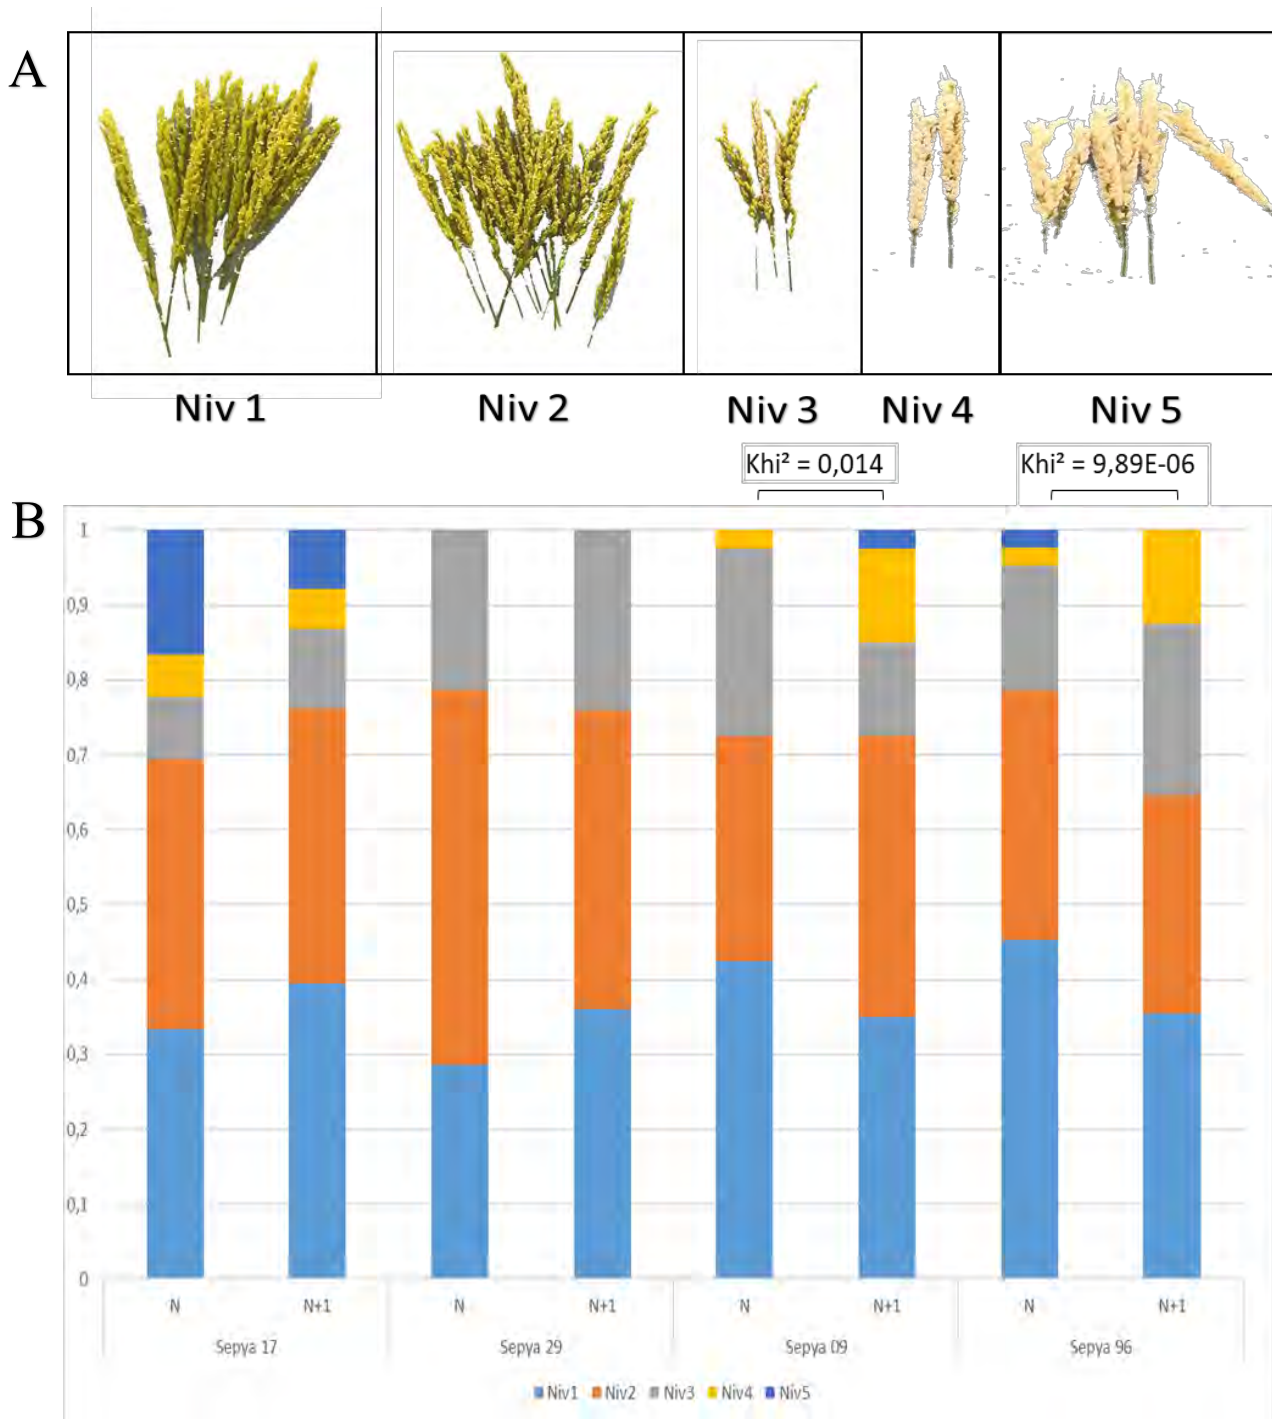 A
Niv 1 Niv 2 Niv 3 Niv 4 Niv 5
Khi² = 0,014 Khi² = 9,89E-06
B
1
0,9
0,8
0,7
0,6
0,5
0,4
0,3
0,2
0,1
0
N N+1 N N+1 N N+1 N N+1
Sepya 17 Sepya 29 Sepya 09 Sepya 96
Niv1 Niv2 Niv3 Niv4 Niv5